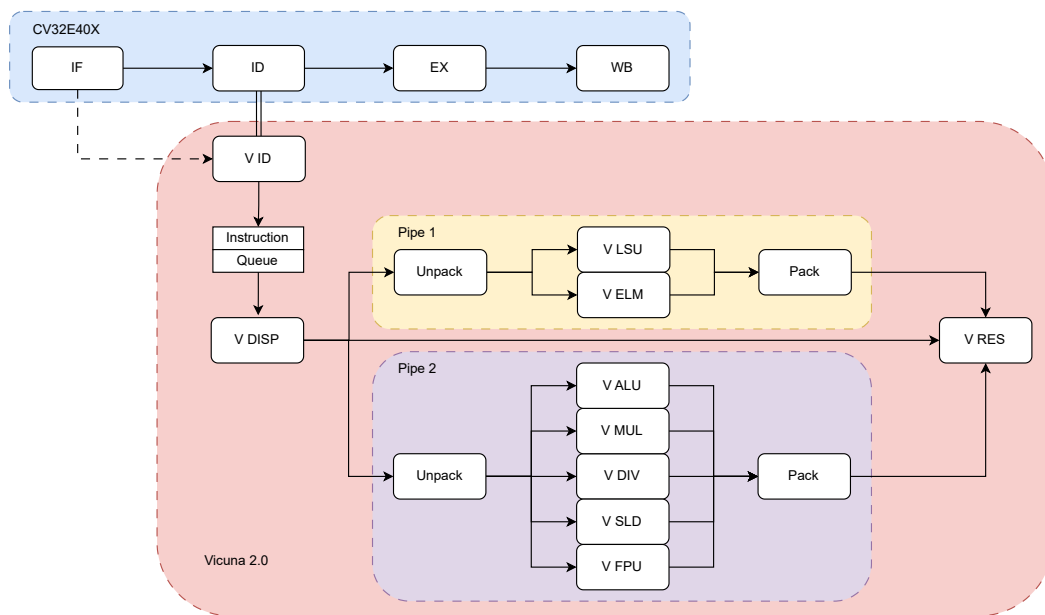 CV32E40X
IF
ID
EX
WB
V ID
Instruction
Queue
V DISP
Pipe 1
Unpack
V LSU
V ELM
Pack
V RES
Pipe 2
Unpack
V ALU
V MUL
V DIV
V SLD
V FPU
Pack
Vicuna 2.0